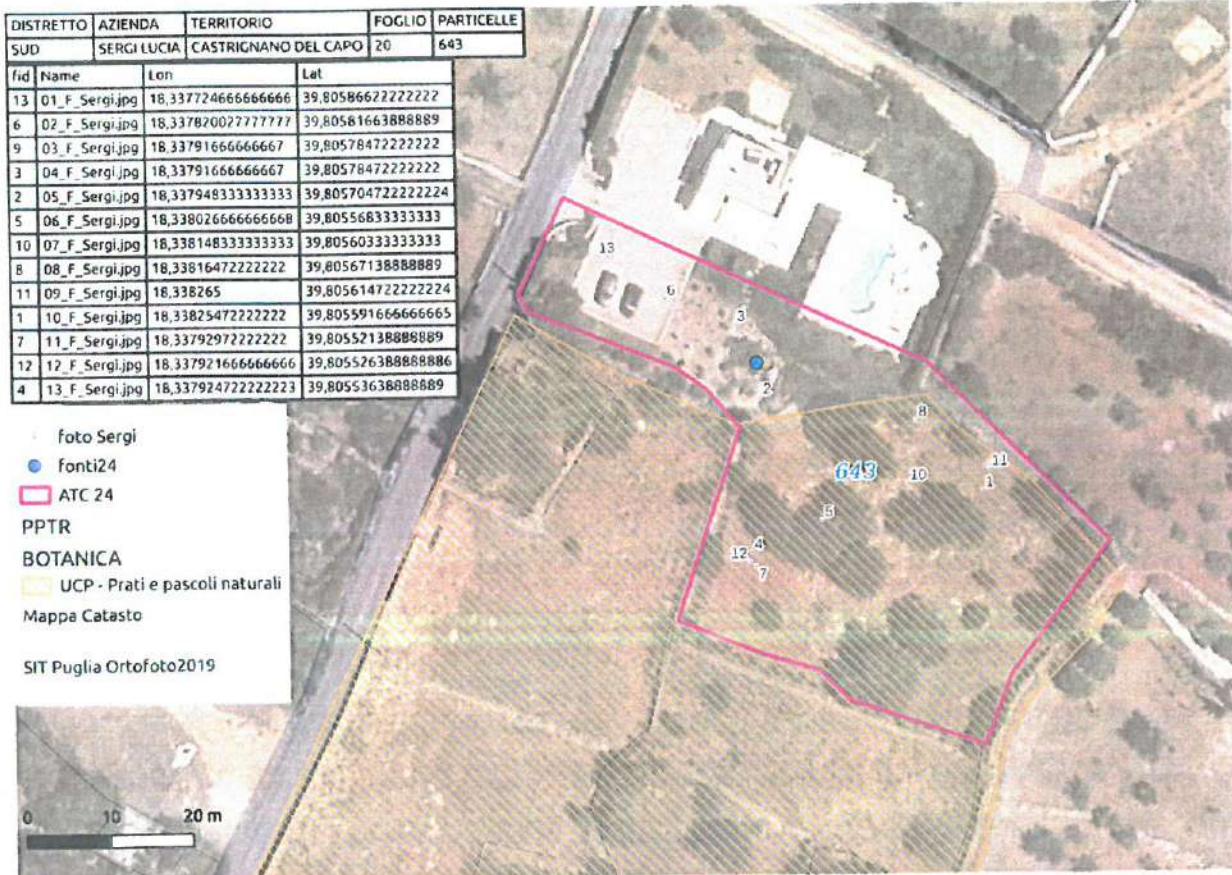 DISTRETTO AZIENDA TERRITORIO FOGLIO PARTICELLE
SUD SERGI LUCIA CASTRIGNANO DEL CAPO 20 643
fid Name Lon Lat
13 01_F_Sergi.jpg 18,337724666666666 39,80586622222222
6 02_F_Sergi.jpg 18,337820027777777 39,80581663888889
9 03_F_Sergi.jpg 18,33791666666667 39,80578472222222
3 04_F_Sergi.jpg 18,33791666666667 39,80578472222222
2 05_F_Sergi.jpg 18,337948333333333 39,805704722222224
5 06_F_Sergi.jpg 18,338026666666668 39,80556833333333
10 07_F_Sergi.jpg 18,338148333333333 39,80560333333333
8 08_F_Sergi.jpg 18,33816472222222 39,80567138888889
11 09_F_Sergi.jpg 18,338265 39,805614722222224
1 10_F_Sergi.jpg 18,33825472222222 39,805591666666665
7 11_F_Sergi.jpg 18,33792972222222 39,80552138888889
12 12_F_Sergi.jpg 18,337921666666666 39,805526388888886
4 13_F_Sergi.jpg 18,337924722222223 39,80553638888889
foto Sergi
fonti24
ATC 24
PPTR
BOTANICA
UCP - Prati e pascoli naturali
Mappa Catasto
SIT Puglia Ortofoto2019
13
6
3
2
8
643
11
10
1
5
4
12
7
0 10 20 m